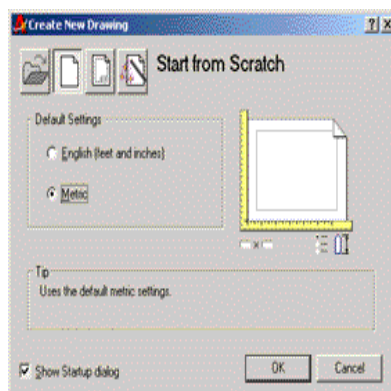 Create New Drawing
Start from Scratch
Default Settings
English (feet and inches)
Metric
Tip
Uses the default metric settings.
Show Startup dialog
OK
Cancel